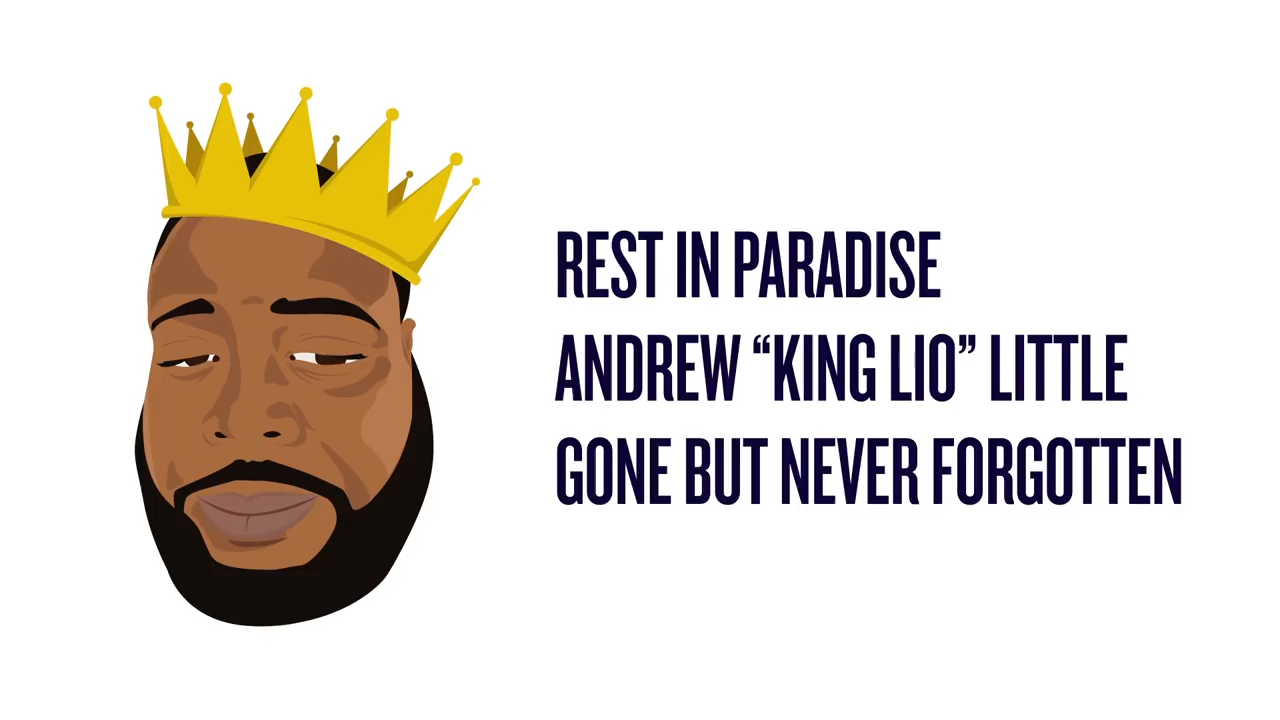 REST IN PARADISE
ANDREW “KING LIO” LITTLE
GONE BUT NEVER FORGOTTEN